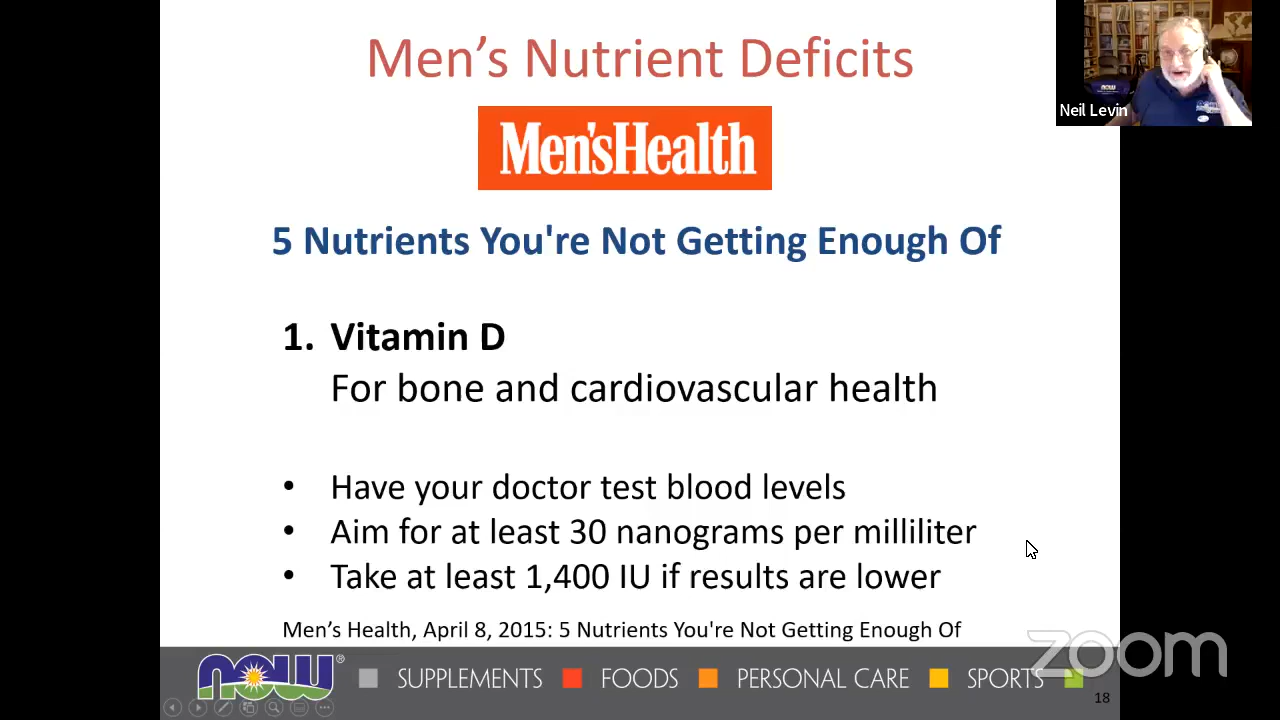 Men’s Nutrient Deficits
Men'sHealth
Neil Levin
5 Nutrients You're Not Getting Enough Of
1. Vitamin D
For bone and cardiovascular health
• Have your doctor test blood levels
• Aim for at least 30 nanograms per milliliter
• Take at least 1,400 IU if results are lower
Men’s Health, April 8, 2015: 5 Nutrients You're Not Getting Enough Of
zoom
NOW® SUPPLEMENTS FOODS PERSONAL CARE SPORTS
18